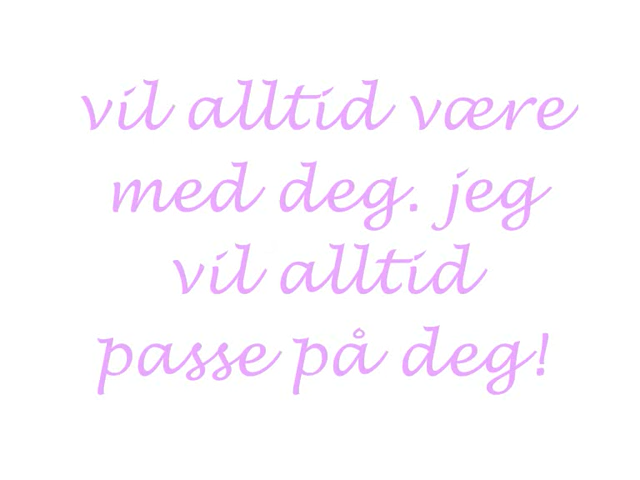 vil alltid være
med deg. jeg
vil alltid
passe på deg!